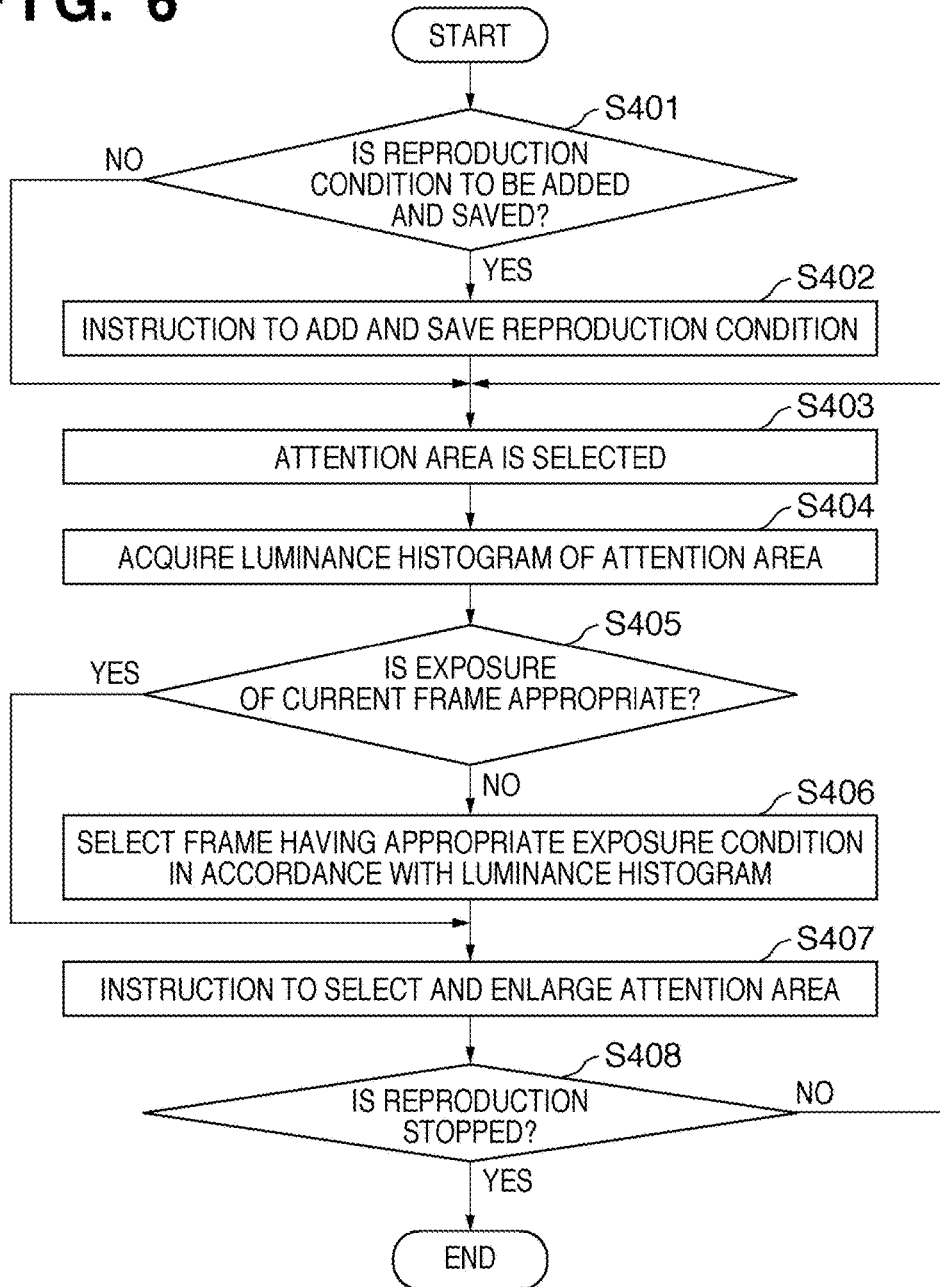 FIG. 6
START
S401
NO
IS REPRODUCTION
CONDITION TO BE ADDED
AND SAVED?
YES
S402
INSTRUCTION TO ADD AND SAVE REPRODUCTION CONDITION
S403
ATTENTION AREA IS SELECTED
S404
ACQUIRE LUMINANCE HISTOGRAM OF ATTENTION AREA
S405
YES
IS EXPOSURE
OF CURRENT FRAME APPROPRIATE?
NO
S406
SELECT FRAME HAVING APPROPRIATE EXPOSURE CONDITION
IN ACCORDANCE WITH LUMINANCE HISTOGRAM
S407
INSTRUCTION TO SELECT AND ENLARGE ATTENTION AREA
S408
NO
IS REPRODUCTION
STOPPED?
YES
END